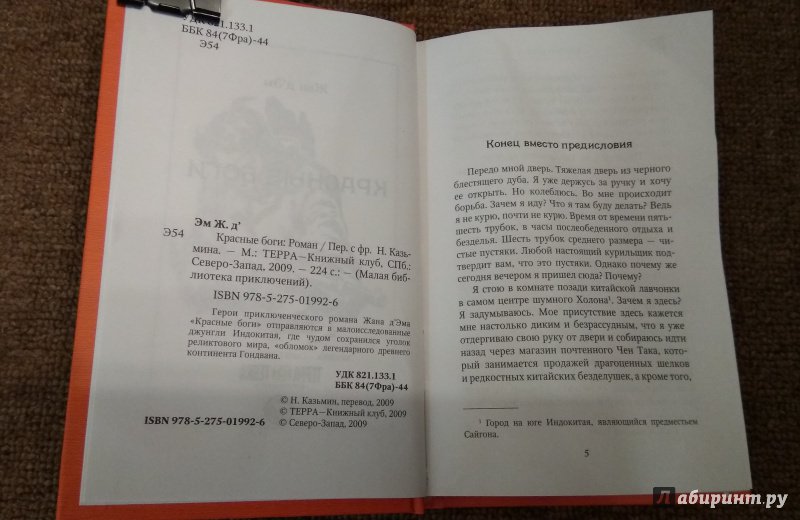 УДК 821.133.1
ББК 84(7Фра)-44
Э54
Эм Ж. д'
Э54
Красные боги: Роман / Пер. с фр. Н. Казь-
мина. — М.: ТЕРРА—Книжный клуб, СПб.:
Северо-Запад, 2009. — 224 с.: — (Малая биб-
лиотека приключений).
ISBN 978-5-275-01992-6
Герои приключенческого романа Жана д'Эма
«Красные боги» отправляются в малоисследованные
джунгли Индокитая, где чудом сохранился уголок
реликтового мира, «обломок» легендарного древнего
континента Гондвана.
УДК 821.133.1
ББК 84(7Фра)-44
© Н. Казьмин, перевод, 2009
© ТЕРРА—Книжный клуб, 2009
© Северо-Запад, 2009
ISBN 978-5-275-01992-6
Конец вместо предисловия
Передо мной дверь. Тяжелая дверь из черного
блестящего дуба. Я уже держусь за ручку и хочу
ее открыть. Но колеблюсь. Во мне происходит
борьба. Зачем я иду? Что я там буду делать? Ведь
я не курю, почти не курю. Время от времени пять-
шесть трубок, в часы послеобеденного отдыха и
безделья. Шесть трубок среднего размера — чи-
стые пустяки. Любой настоящий курильщик под-
твердит вам, что это пустяки. Однако почему же
сегодня вечером я пришел сюда? Почему?
Я стою в комнате позади китайской лавчонки
в самом центре шумного Холона¹. Зачем я здесь?
Я задумываюсь. Мое присутствие здесь кажется
мне настолько диким и безрассудным, что я уже
отдергиваю свою руку от двери и собираюсь идти
назад через магазин почтенного Чен Така, ко-
торый занимается продажей драгоценных шелков
и редкостных китайских безделушек, а кроме того,
¹ Город на юге Индокитая, являющийся предместьем
Сайгона.
5
Лабиринт.ру